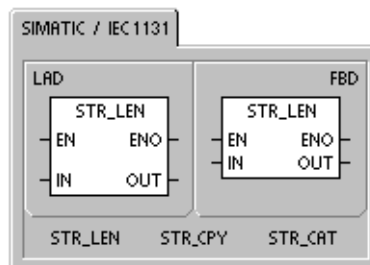 SIMATIC / IEC1131
LAD
FBD
STR_LEN
EN ENO
IN OUT
STR_LEN
EN ENO
IN OUT
STR_LEN STR_CPY STR_CAT